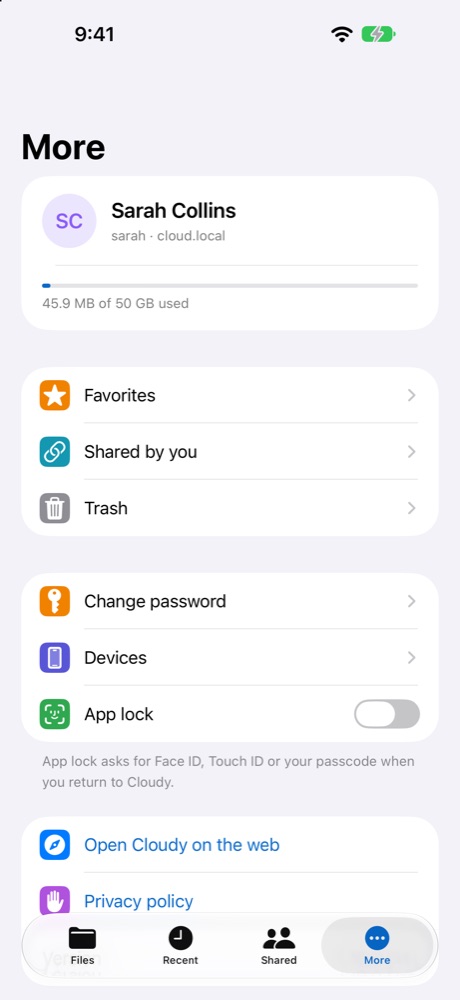 9:41
More
SC
Sarah Collins
sarah · cloud.local
45.9 MB of 50 GB used
Favorites
Shared by you
Trash
Change password
Devices
App lock
App lock asks for Face ID, Touch ID or your passcode when
you return to Cloudy.
Open Cloudy on the web
Privacy policy
Files
Recent
Shared
More